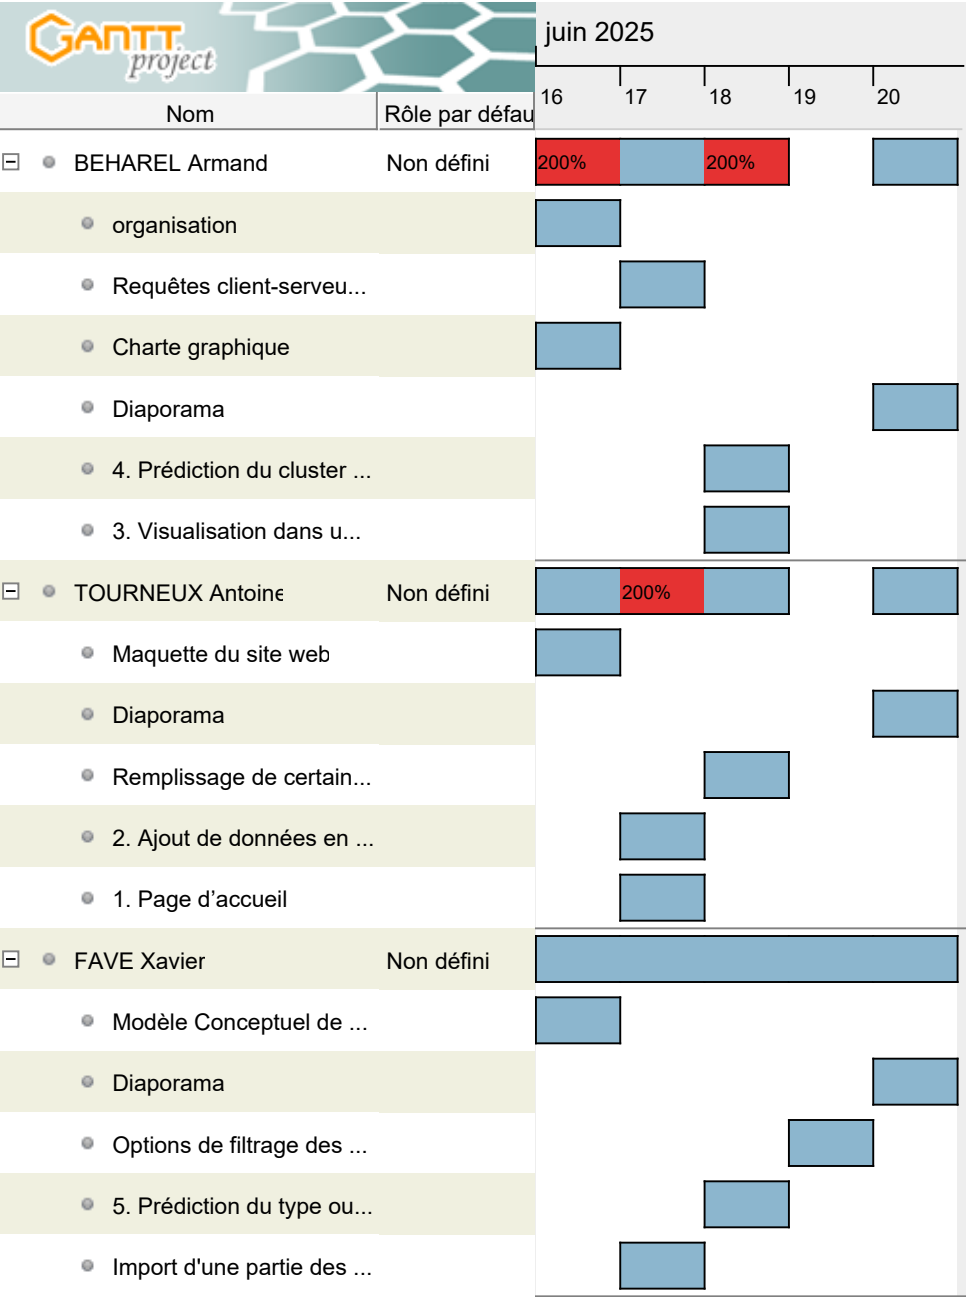 GANTT
project
juin 2025
16 17 18 19 20
Nom Rôle par défau
BEHAREL Armand Non défini 200% 200%
organisation
Requêtes client-serveu...
Charte graphique
Diaporama
4. Prédiction du cluster ...
3. Visualisation dans u...
TOURNEUX Antoine Non défini 200%
Maquette du site web
Diaporama
Remplissage de certain...
2. Ajout de données en ...
1. Page d’accueil
FAVE Xavier Non défini
Modèle Conceptuel de ...
Diaporama
Options de filtrage des ...
5. Prédiction du type ou...
Import d'une partie des ...